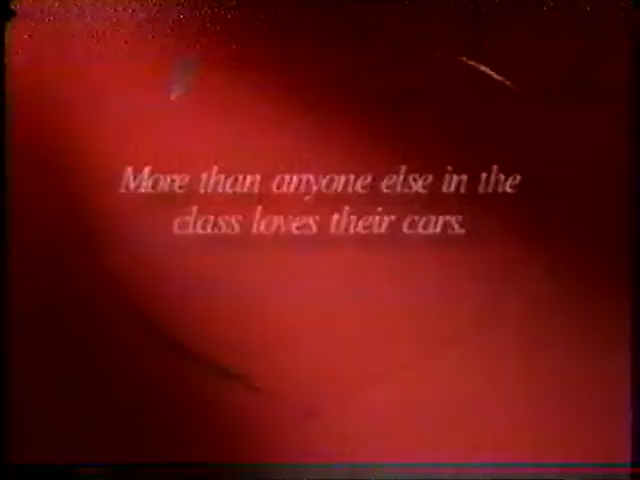 More than anyone else in the
class loves their cars.